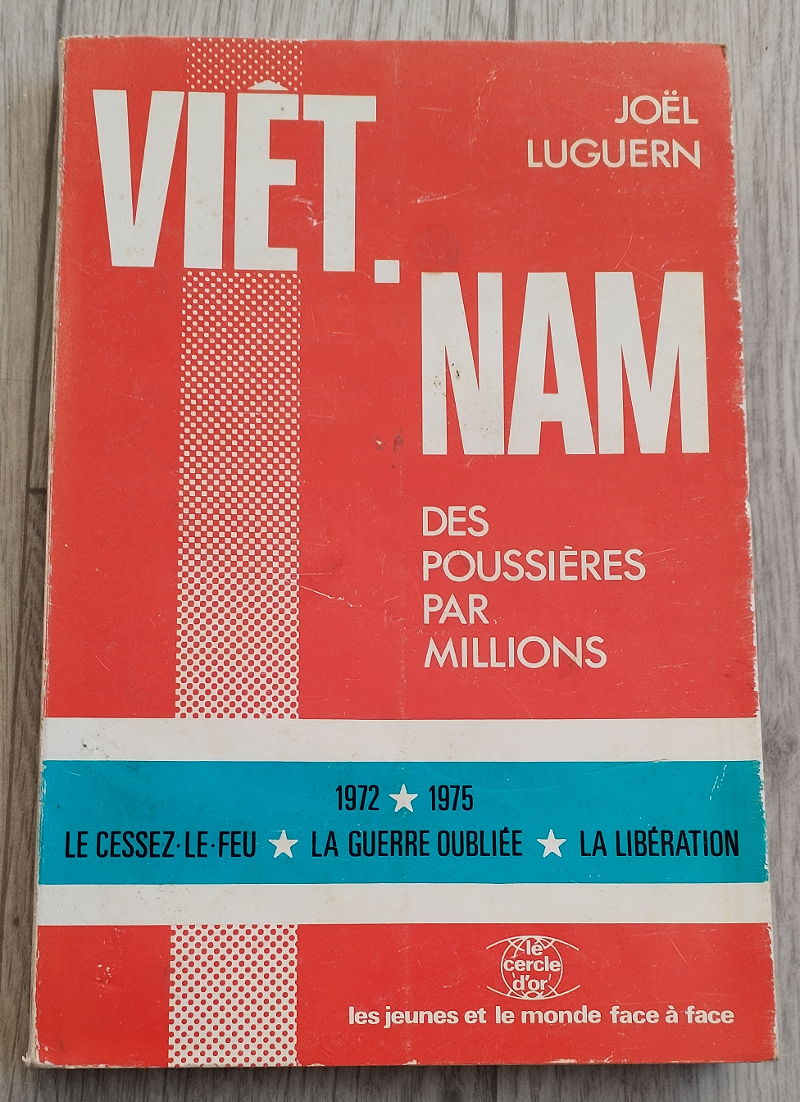 VIÊT.
NAM
JOËL
LUGUERN
DES
POUSSIÈRES
PAR
MILLIONS
1972 ★ 1975
LE CESSEZ·LE·FEU ★ LA GUERRE OUBLIÉE ★ LA LIBÉRATION
le
cercle
d'or
les jeunes et le monde face à face